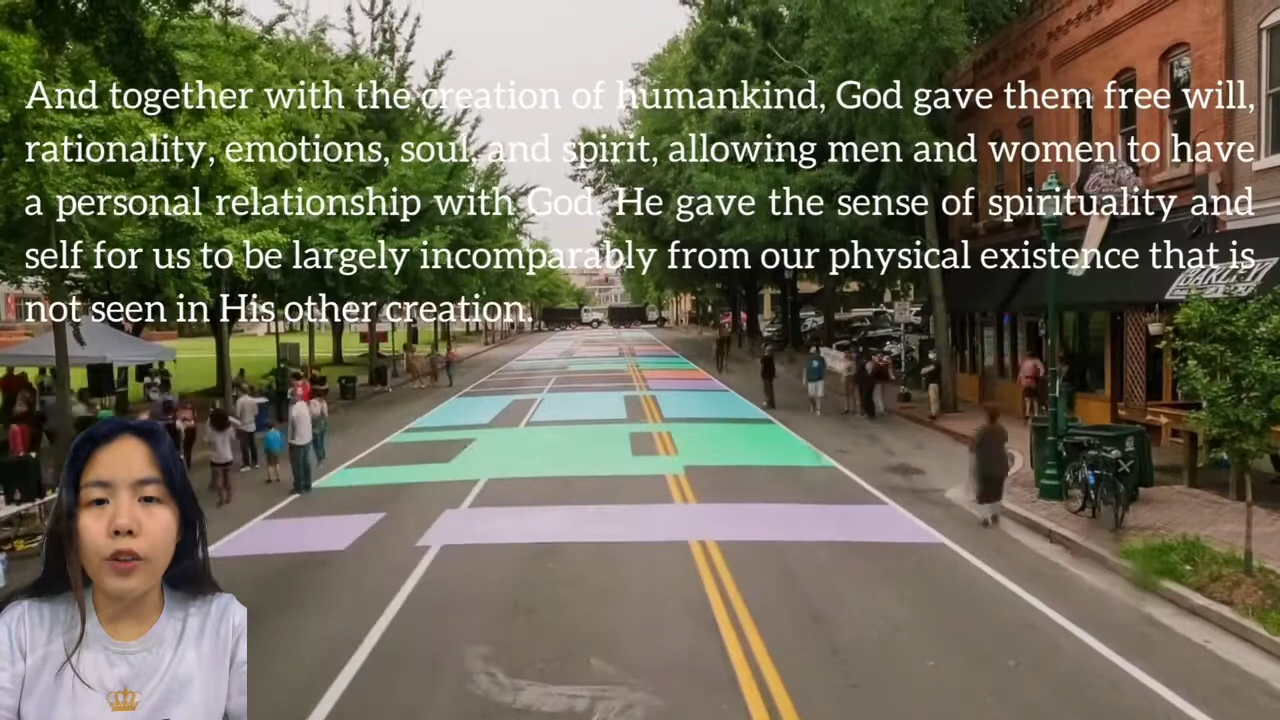 And together with the creation of humankind, God gave them free will,
rationality, emotions, soul, and spirit, allowing men and women to have
a personal relationship with God. He gave the sense of spirituality and
self for us to be largely incomparably from our physical existence that is
not seen in His other creation.